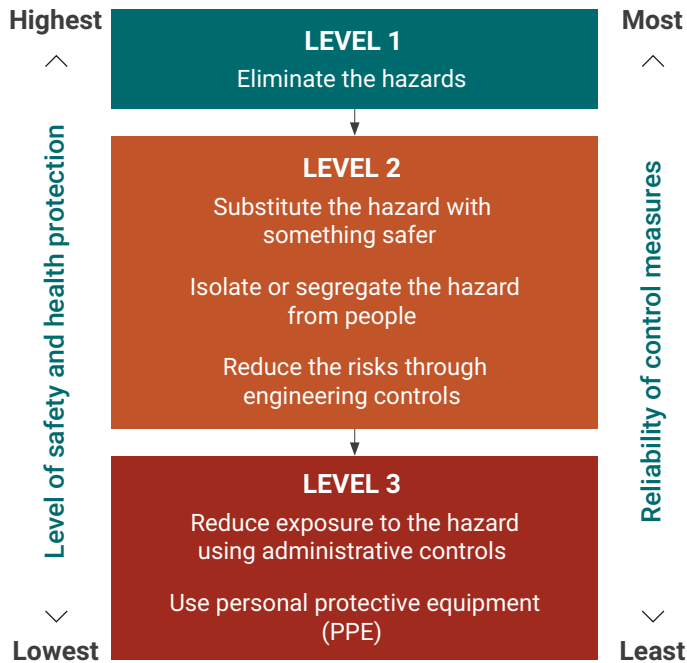 Highest
Most
LEVEL 1
Eliminate the hazards
LEVEL 2
Substitute the hazard with
something safer
Isolate or segregate the hazard
from people
Reduce the risks through
engineering controls
LEVEL 3
Reduce exposure to the hazard
using administrative controls
Use personal protective equipment
(PPE)
Level of safety and health protection
Reliability of control measures
Lowest
Least